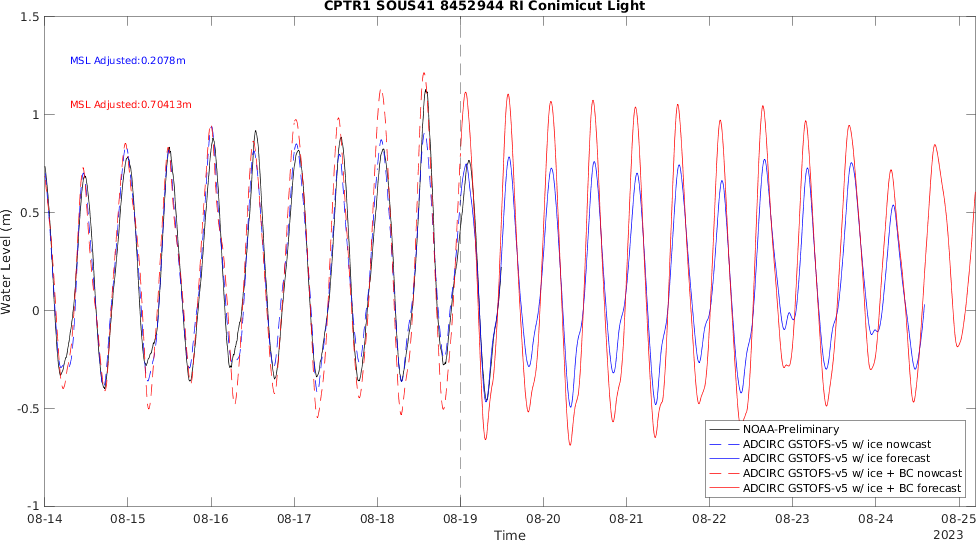 CPTR1 SOUS41 8452944 RI Conimicut Light
1.5
MSL Adjusted:0.2078m
MSL Adjusted:0.70413m
1
0.5
0
-0.5
-1
Water Level (m)
NOAA-Preliminary
ADCIRC GSTOFS-v5 w/ ice nowcast
ADCIRC GSTOFS-v5 w/ ice forecast
ADCIRC GSTOFS-v5 w/ ice + BC nowcast
ADCIRC GSTOFS-v5 w/ ice + BC forecast
08-14 08-15 08-16 08-17 08-18 08-19 08-20 08-21 08-22 08-23 08-24 08-25
Time
2023